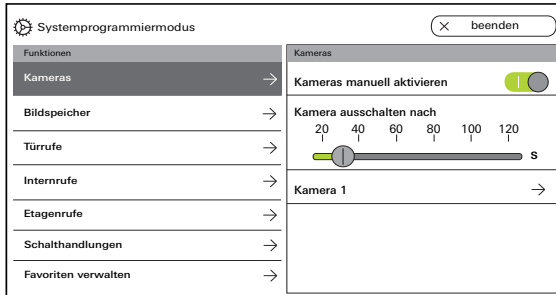 Systemprogrammiermodus
× beenden
Funktionen
Kameras
Bildspeicher
Türrufe
Internrufe
Etagenrufe
Schalthandlungen
Favoriten verwalten
Kameras
Kameras manuell aktivieren
Kamera ausschalten nach
20 40 60 80 100 120
S
Kamera 1